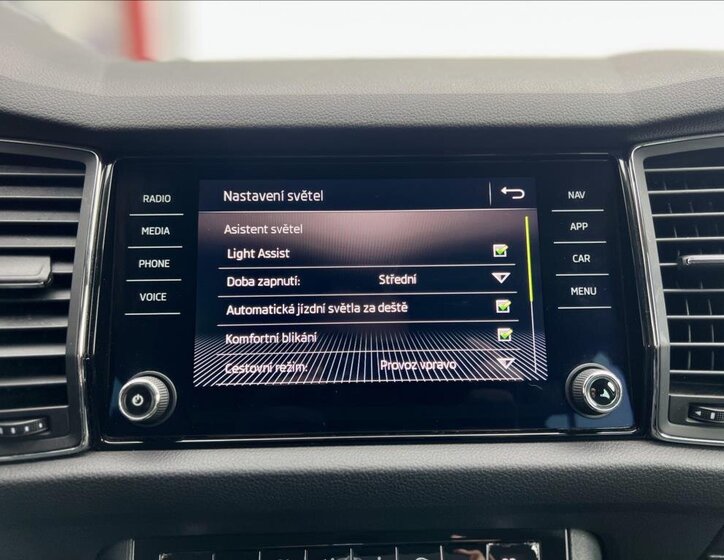 Nastavení světel
Asistent světel
Light Assist
Doba zapnutí: Střední
Automatická jízdní světla za deště
Komfortní blikání
Cestovní režim: Provoz vpravo
RADIO
MEDIA
PHONE
VOICE
NAV
APP
CAR
MENU